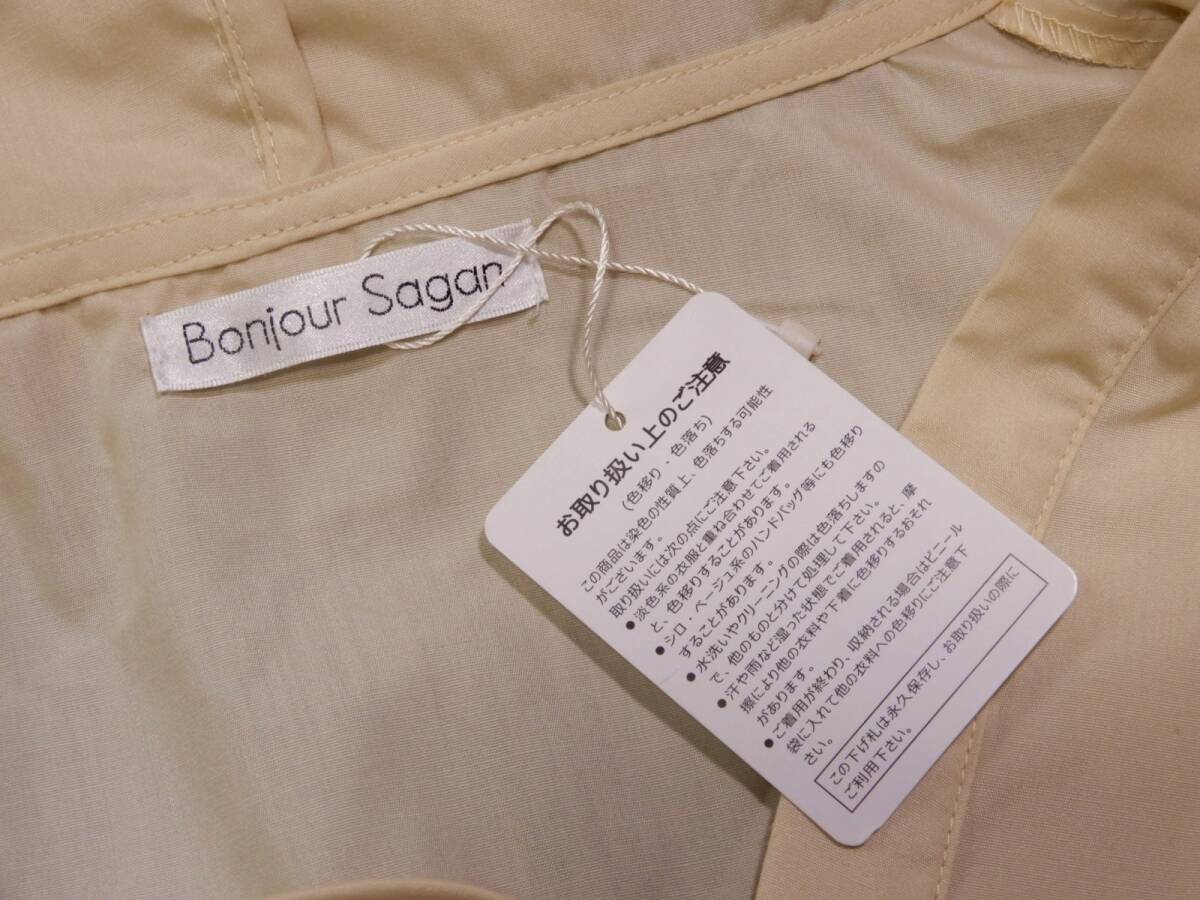 Bonjour Sagan
お取り扱い上のご注意
(色移り・色落ち)
この商品は染色の性質上、色落ちする可能性
がございます。
取り扱いには次の点にご注意下さい。
●淡色系の衣服と重ね合わせてご着用される
と、色移りすることがあります。
●シロ・ベージュ系のハンドバッグ等にも色移り
することがあります。
●水洗いやクリーニングの際は色落ちしますの
で、他のものと分けて処理して下さい。
●汗や雨など湿った状態でご着用されると、摩
擦により他の衣料や下着に色移りするおそれ
があります。
●ご着用が終わり、収納される場合はビニール
袋に入れて他の衣料への色移りにご注意下
さい。
この下げ札は永久保存し、お取り扱いの際に
ご利用下さい。